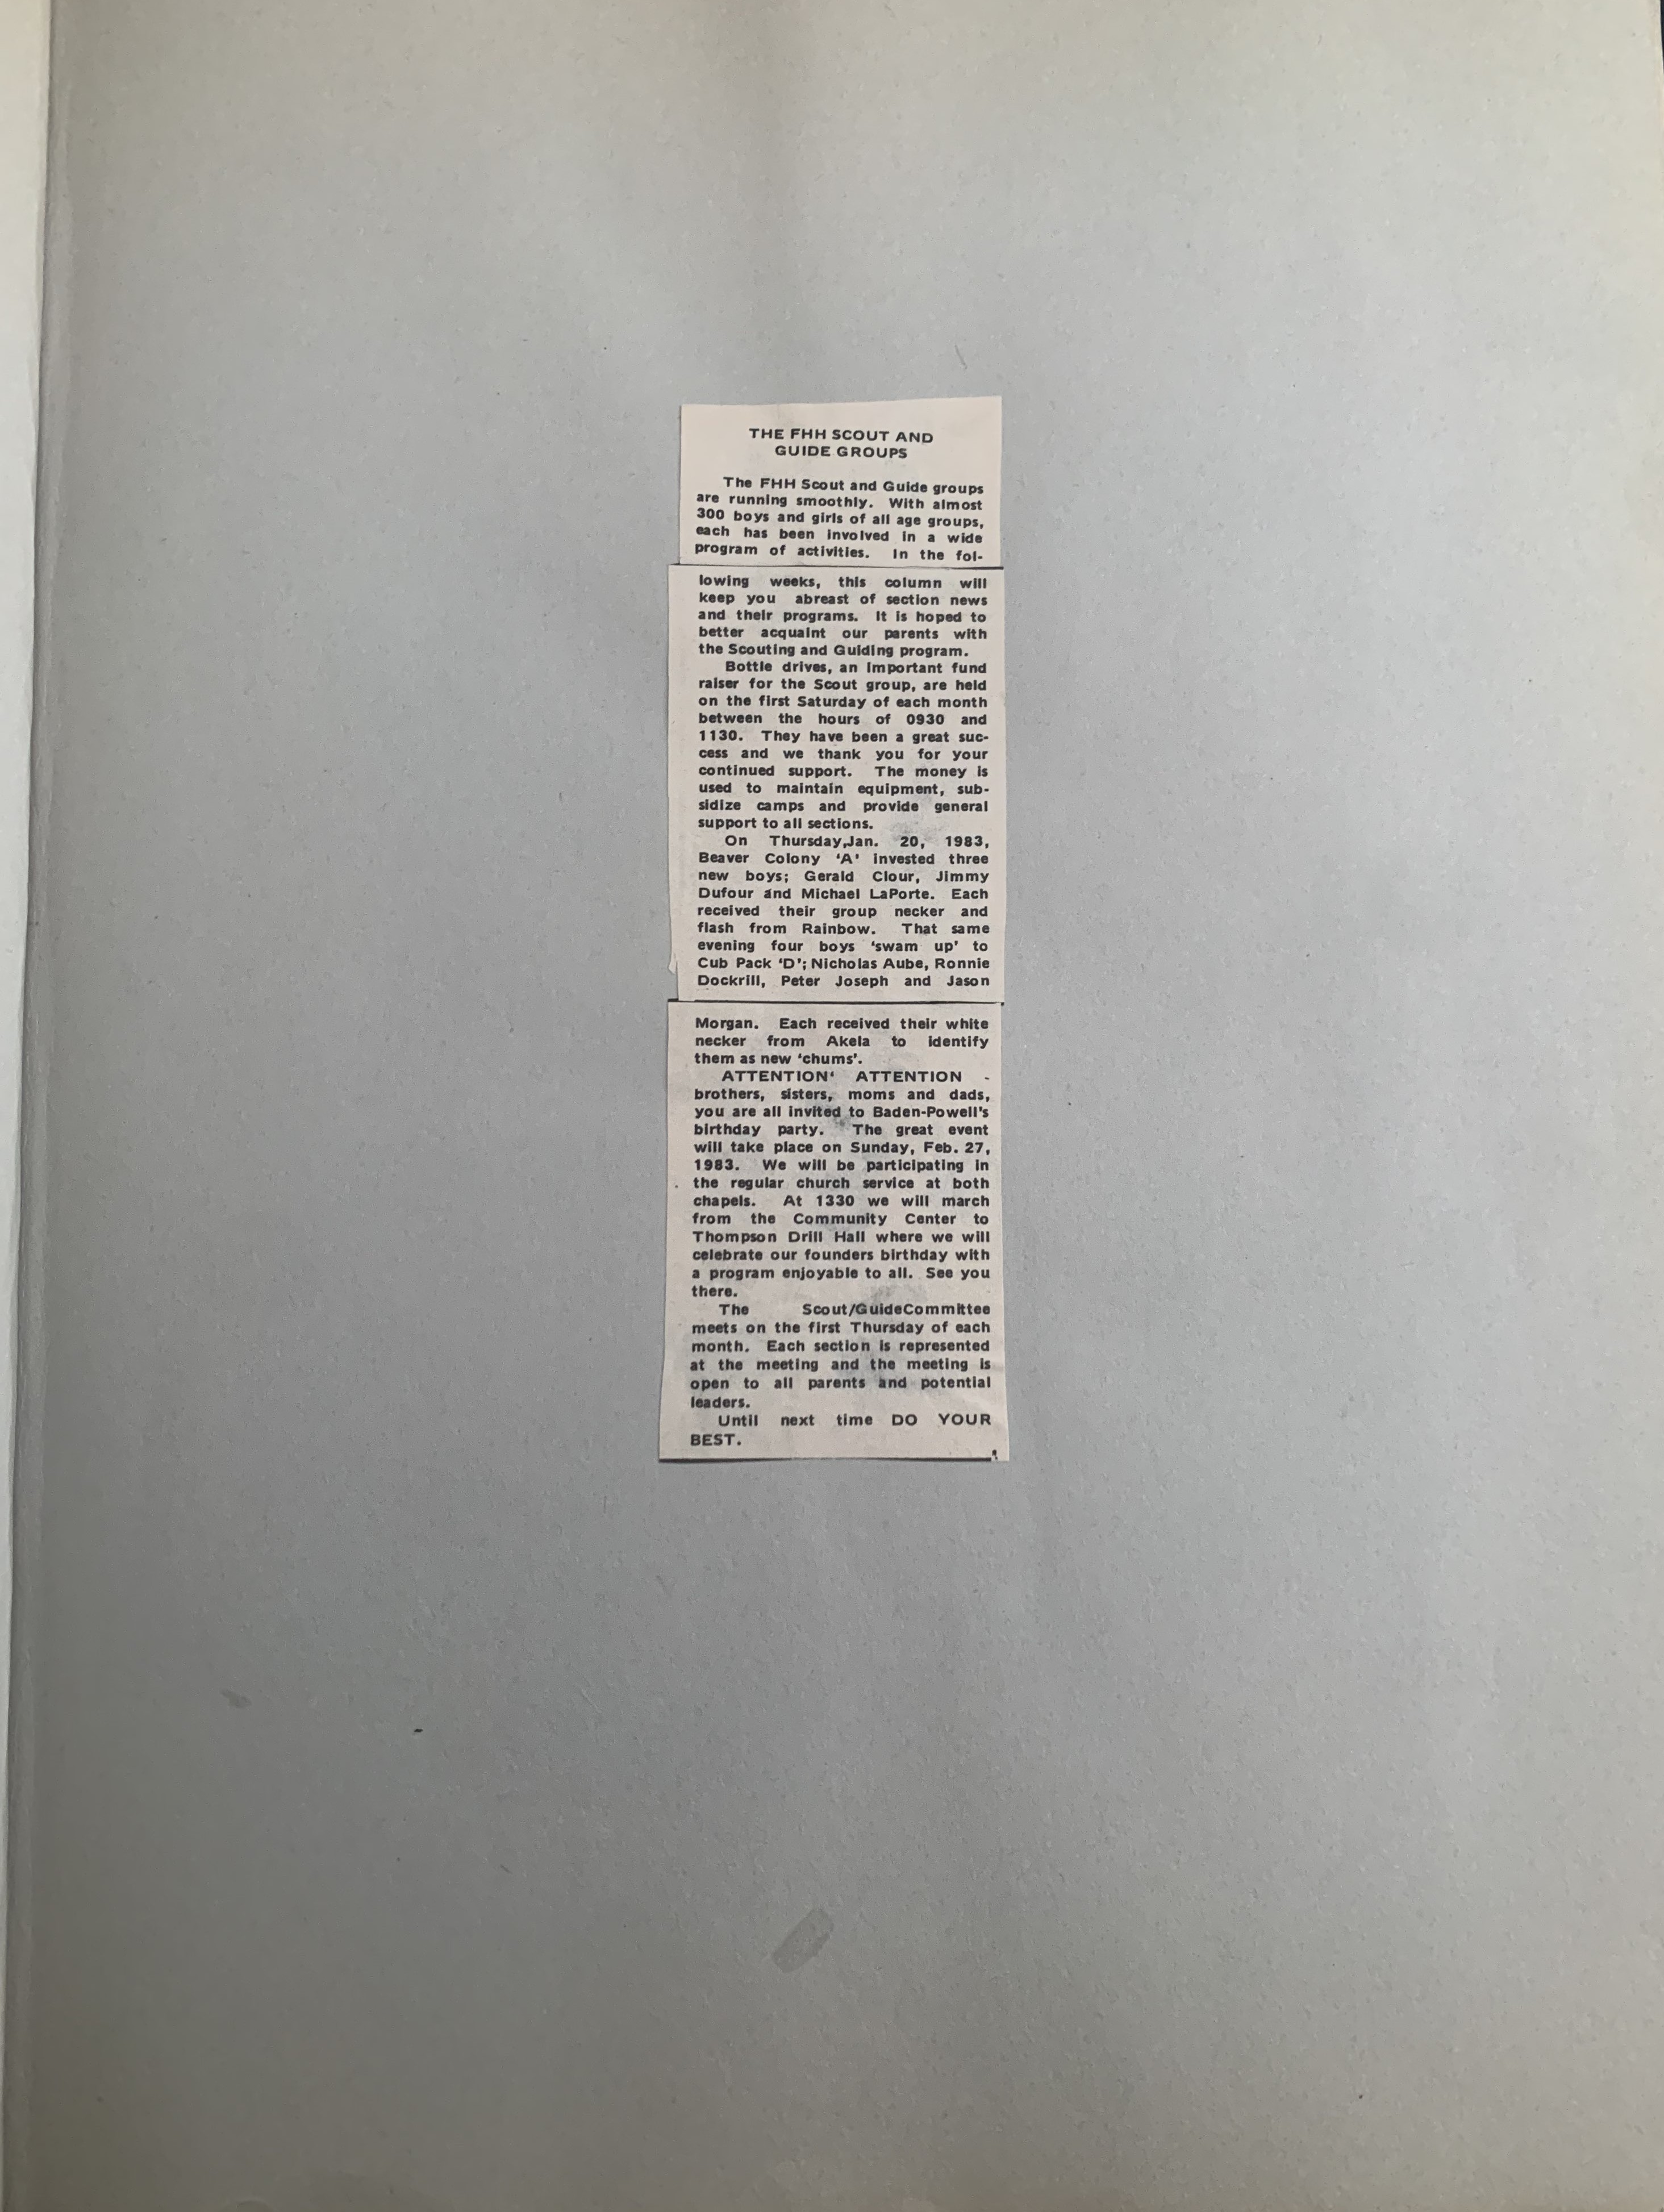 THE FHH SCOUT AND
GUIDE GROUPS
The FHH Scout and Guide groups
are running smoothly. With almost
300 boys and girls of all age groups,
each has been involved in a wide
program of activities. In the fol-
lowing weeks, this column will
keep you abreast of section news
and their programs. It is hoped to
better acquaint our parents with
the Scouting and Guiding program.
Bottle drives, an important fund
raiser for the Scout group, are held
on the first Saturday of each month
between the hours of 0930 and
1130. They have been a great suc-
cess and we thank you for your
continued support. The money is
used to maintain equipment, sub-
sidize camps and provide general
support to all sections.
On Thursday,Jan. 20, 1983,
Beaver Colony ‘A’ invested three
new boys; Gerald Clour, Jimmy
Dufour and Michael LaPorte. Each
received their group necker and
flash from Rainbow. That same
evening four boys ‘swam up’ to
Cub Pack ‘D’; Nicholas Aube, Ronnie
Dockrill, Peter Joseph and Jason
Morgan. Each received their white
necker from Akela to identify
them as new ‘chums’.
ATTENTION‘ ATTENTION -
brothers, sisters, moms and dads,
you are all invited to Baden-Powell's
birthday party. The great event
will take place on Sunday, Feb. 27,
1983. We will be participating in
the regular church service at both
chapels. At 1330 we will march
from the Community Center to
Thompson Drill Hall where we will
celebrate our founders birthday with
a program enjoyable to all. See you
there.
The Scout/GuideCommittee
meets on the first Thursday of each
month. Each section is represented
at the meeting and the meeting is
open to all parents and potential
leaders.
Until next time DO YOUR
BEST.